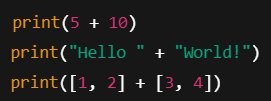 print(5 + 10)
print("Hello " + "World!")
print([1, 2] + [3, 4])